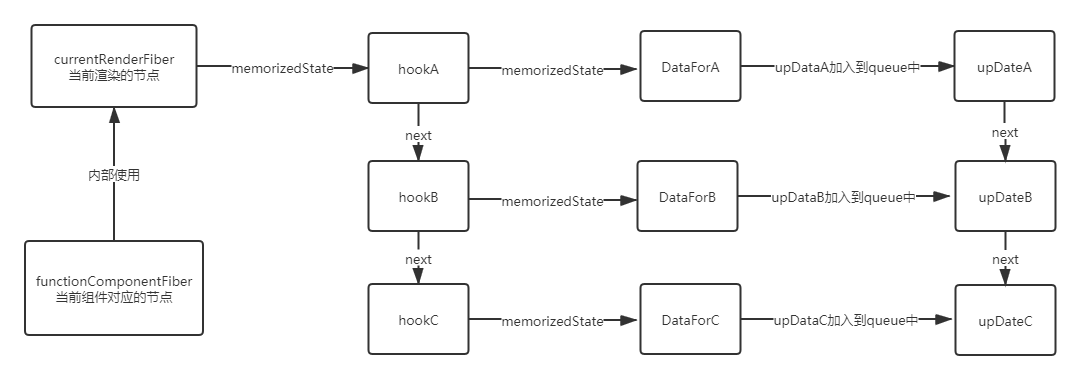 currentRenderFiber
当前渲染的节点
memorizedState
hookA
memorizedState
DataForA
upDataA加入到queue中
upDateA
next
next
内部使用
hookB
memorizedState
DataForB
upDataB加入到queue中
upDateB
next
next
functionComponentFiber
当前组件对应的节点
hookC
memorizedState
DataForC
upDataC加入到queue中
upDateC